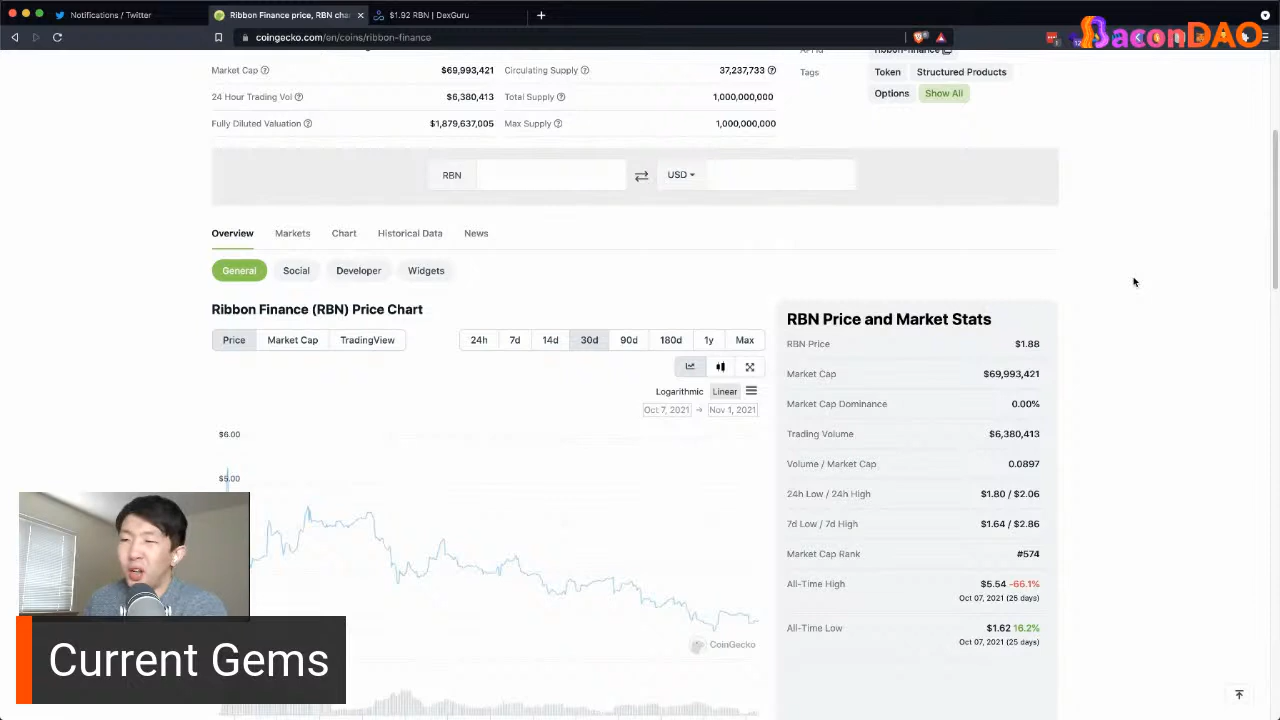 Notifications / Twitter
Ribbon Finance price, RBN char
$1.92 RBN | DexGuru
coingecko.com/en/coins/ribbon-finance
BaconDAO
Market Cap
$69,993,421
Circulating Supply
37,237,733
Tags
Token
Structured Products
24 Hour Trading Vol
$6,380,413
Total Supply
1,000,000,000
Options
Show All
Fully Diluted Valuation
$1,879,637,005
Max Supply
1,000,000,000
RBN
USD
Overview
Markets
Chart
Historical Data
News
General
Social
Developer
Widgets
Ribbon Finance (RBN) Price Chart
Price
Market Cap
TradingView
24h
7d
14d
30d
90d
180d
1y
Max
Logarithmic
Linear
Oct 7, 2021
→
Nov 1, 2021
$6.00
$5.00
CoinGecko
RBN Price and Market Stats
RBN Price
$1.88
Market Cap
$69,993,421
Market Cap Dominance
0.00%
Trading Volume
$6,380,413
Volume / Market Cap
0.0897
24h Low / 24h High
$1.80 / $2.06
7d Low / 7d High
$1.64 / $2.86
Market Cap Rank
#574
All-Time High
$5.54 -66.1%
Oct 07, 2021 (25 days)
All-Time Low
$1.62 16.2%
Oct 07, 2021 (25 days)
Current Gems